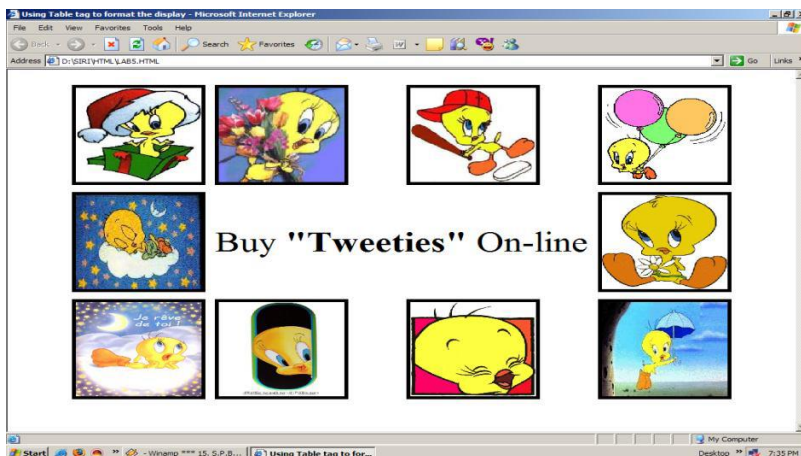 Using Table tag to format the display - Microsoft Internet Explorer
File Edit View Favorites Tools Help
Back Search Favorites
Address D:\SIRI\HTML\LAB5.HTML Go Links »
Buy "Tweeties" On-line
Je rêve
de toi !
My Computer
Start » - Winamp *** 15. S.P.B... Using Table tag to for... Desktop » 7:35 PM